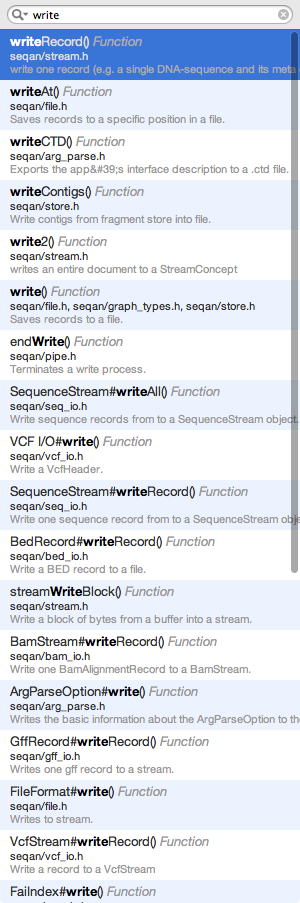 write
writeRecord() Function
seqan/stream.h
write one record (e.g. a single DNA-sequence and its meta
writeAt() Function
seqan/file.h
Saves records to a specific position in a file.
writeCTD() Function
seqan/arg_parse.h
Exports the app&#39;s interface description to a .ctd file.
writeContigs() Function
seqan/store.h
Write contigs from fragment store into file.
write2() Function
seqan/stream.h
writes an entire document to a StreamConcept
write() Function
seqan/file.h, seqan/graph_types.h, seqan/store.h
Saves records to a file.
endWrite() Function
seqan/pipe.h
Terminates a write process.
SequenceStream#writeAll() Function
seqan/seq_io.h
Write sequence records from to a SequenceStream object.
VCF I/O#write() Function
seqan/vcf_io.h
Write a VcfHeader.
SequenceStream#writeRecord() Function
seqan/seq_io.h
Write one sequence record from to a SequenceStream obje
BedRecord#writeRecord() Function
seqan/bed_io.h
Write a BED record to a file.
streamWriteBlock() Function
seqan/stream.h
Write a block of bytes from a buffer into a stream.
BamStream#writeRecord() Function
seqan/bam_io.h
Write one BamAlignmentRecord to a BamStream.
ArgParseOption#write() Function
seqan/arg_parse.h
Writes the basic information about the ArgParseOption to the
GffRecord#writeRecord() Function
seqan/gff_io.h
Writes one gff record to a stream.
FileFormat#write() Function
seqan/file.h
Writes to stream.
VcfStream#writeRecord() Function
seqan/vcf_io.h
Write a record to a VcfStream
FaiIndex#write() Function